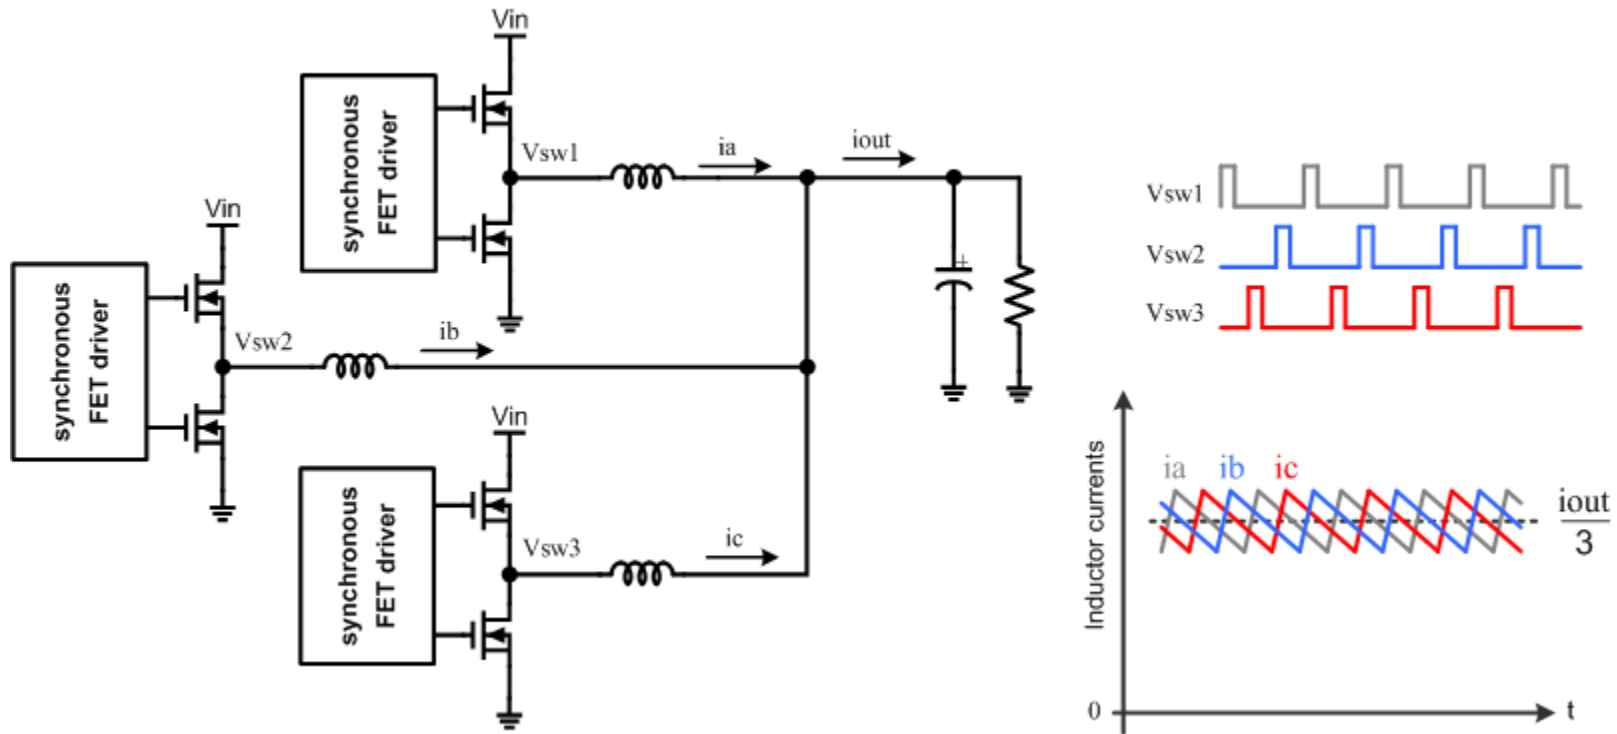 Vin
synchronous
FET driver
Vsw1
ia
iout
+
Vin
synchronous
FET driver
Vsw2
ib
Vin
synchronous
FET driver
Vsw3
ic
Vsw1
Vsw2
Vsw3
Inductor currents
ia ib ic
iout
3
0
t